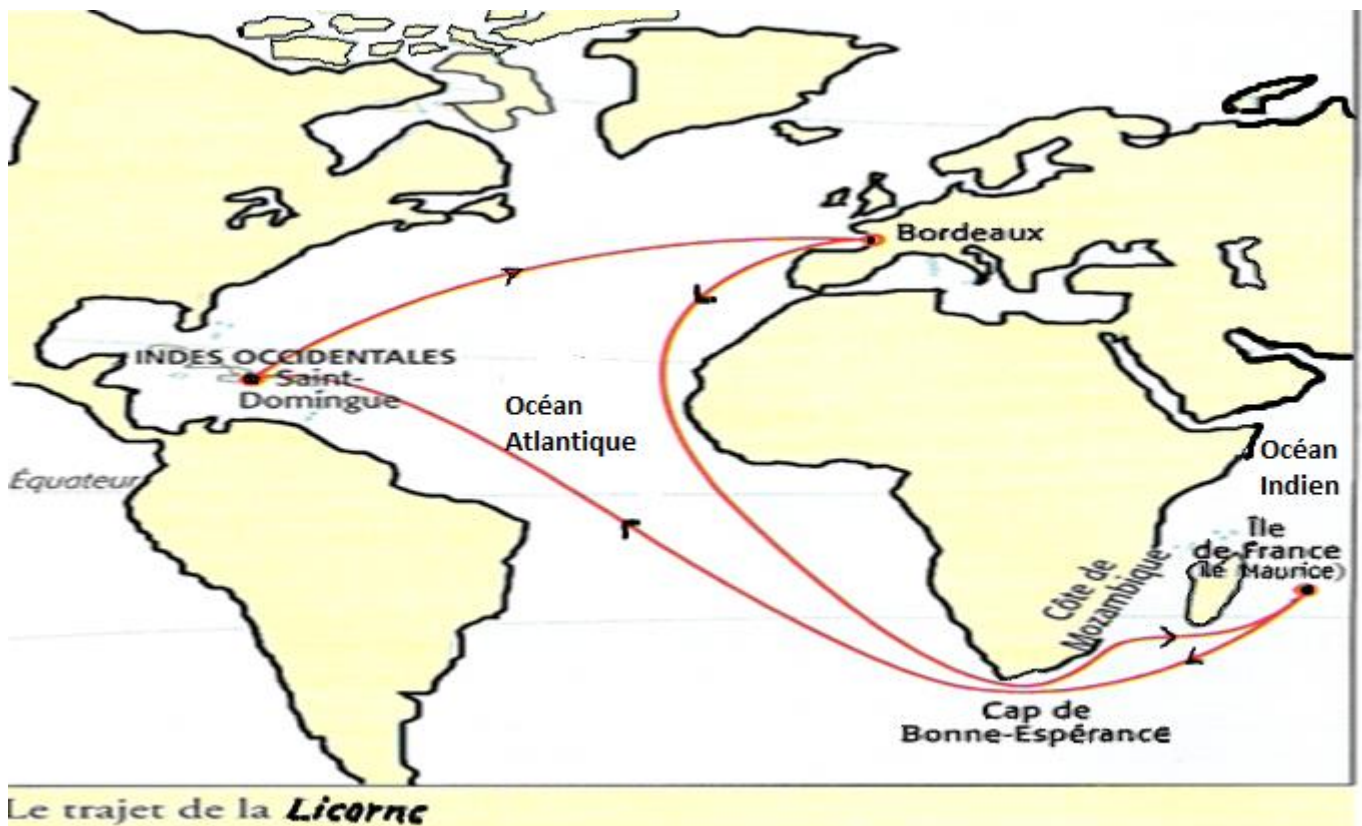 Bordeaux
INDES OCCIDENTALES
Saint-
Domingue
Océan
Atlantique
Océan
Indien
Équateur
Île
de France
île Maurice)
Côte de
Mozambique
Cap de
Bonne-Espérance
Le trajet de la Licorne